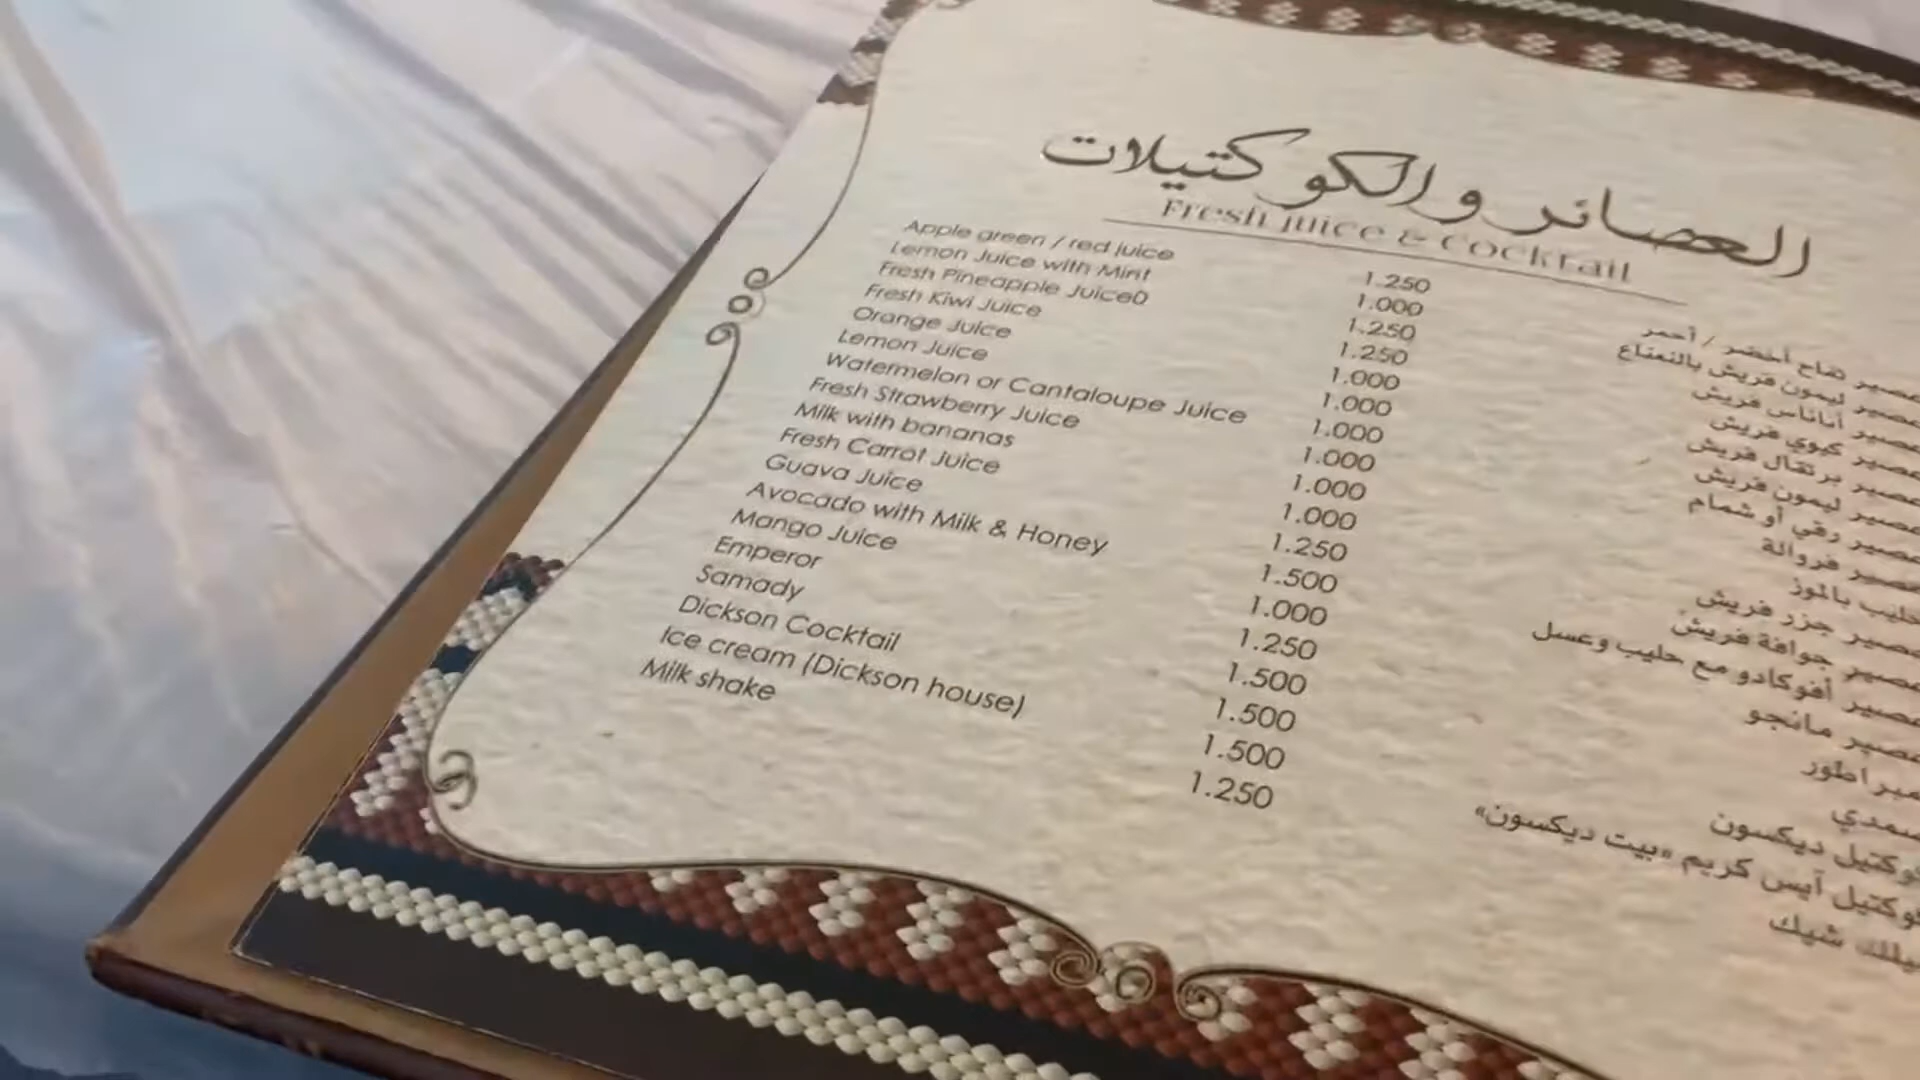 العصائر والكوكتيلات
Fresh Juice & Cocktail
Apple green / red juice 1.250 عصير تفاح أخضر / أحمر
Lemon Juice with Mint 1.000 عصير ليمون فريش بالنعناع
Fresh Pineapple Juice0 1.250 عصير أناناس فريش
Fresh Kiwi Juice 1.250 عصير كيوي فريش
Orange Juice 1.000 عصير برتقال فريش
Lemon Juice 1.000 عصير ليمون فريش
Watermelon or Cantaloupe Juice 1.000 عصير رقي أو شمام
Fresh Strawberry Juice 1.000 عصير فروالة
Milk with bananas 1.000 حليب بالموز
Fresh Carrot Juice 1.000 عصير جزر فريش
Guava Juice 1.250 عصير جوافة فريش
Avocado with Milk & Honey 1.500 عصير أفوكادو مع حليب وعسل
Mango Juice 1.000 عصير مانجو
Emperor 1.250
Samady 1.500
Dickson Cocktail 1.500 ديكسون
Ice cream (Dickson house) 1.500 آيس كريم «بيت ديكسون»
Milk shake 1.250 شيك